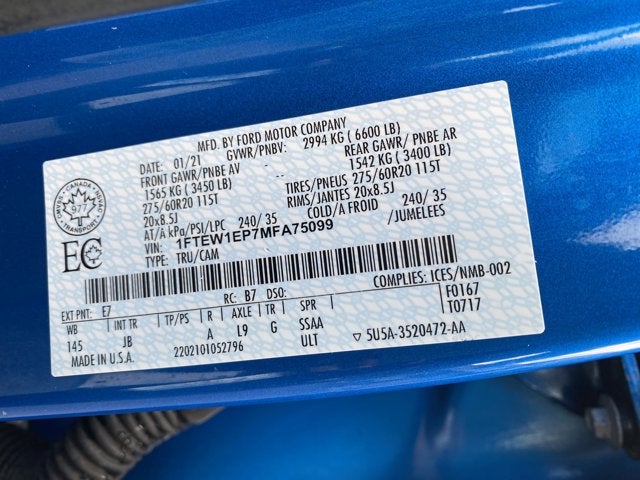 MFD. BY FORD MOTOR COMPANY
DATE: 01/21 GVWR/PNBV: 2994 KG ( 6600 LB)
FRONT GAWR/PNBE AV REAR GAWR/ PNBE AR
1565 KG ( 3450 LB) 1542 KG ( 3400 LB)
275/60R20 115T TIRES/PNEUS 275/60R20 115T
20x8.5J RIMS/JANTES 20x8.5J
AT/A kPa/PSI/LPC 240/ 35 COLD/A FROID 240/ 35
VIN: 1FTEW1EP7MFA75099 /JUMELEES
TYPE: TRU/CAM
CANADA
977
TRANSPORT
EC
COMPLIES: ICES/NMB-002
EXT PNT: E7 RC: B7 DSO: F0167
WB INT TR TP/PS R AXLE TR SPR T0717
145 JB A L9 G SSAA
MADE IN U.S.A. 2202101052796 ULT ▽ 5U5A-3520472-AA